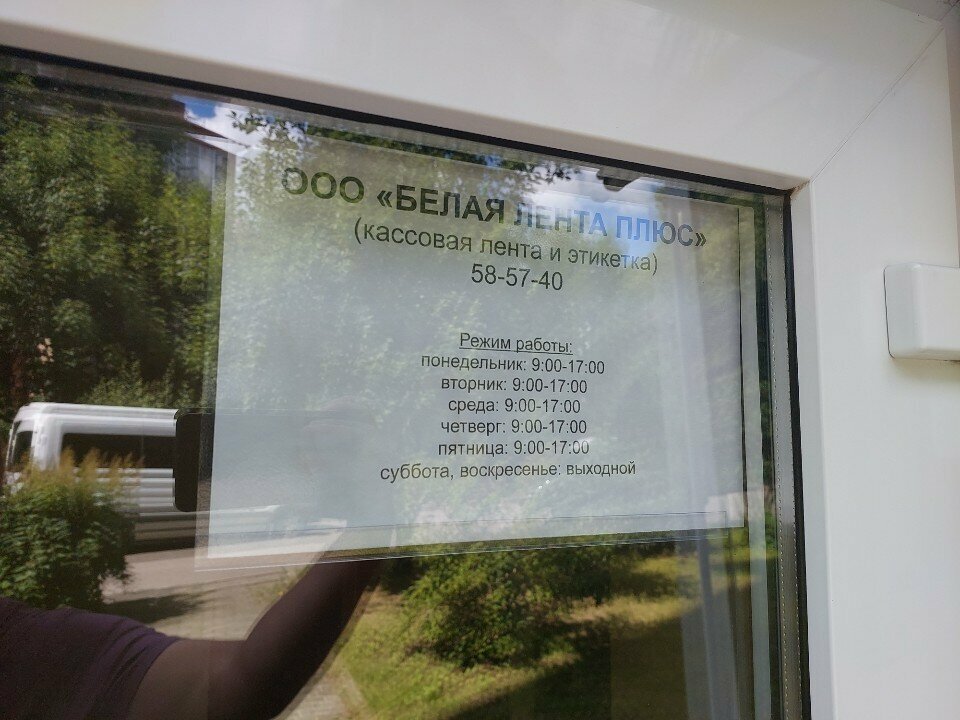 ООО «БЕЛАЯ ЛЕНТА ПЛЮС»
(кассовая лента и этикетка)
58-57-40
Режим работы:
понедельник: 9:00-17:00
вторник: 9:00-17:00
среда: 9:00-17:00
четверг: 9:00-17:00
пятница: 9:00-17:00
суббота, воскресенье: выходной